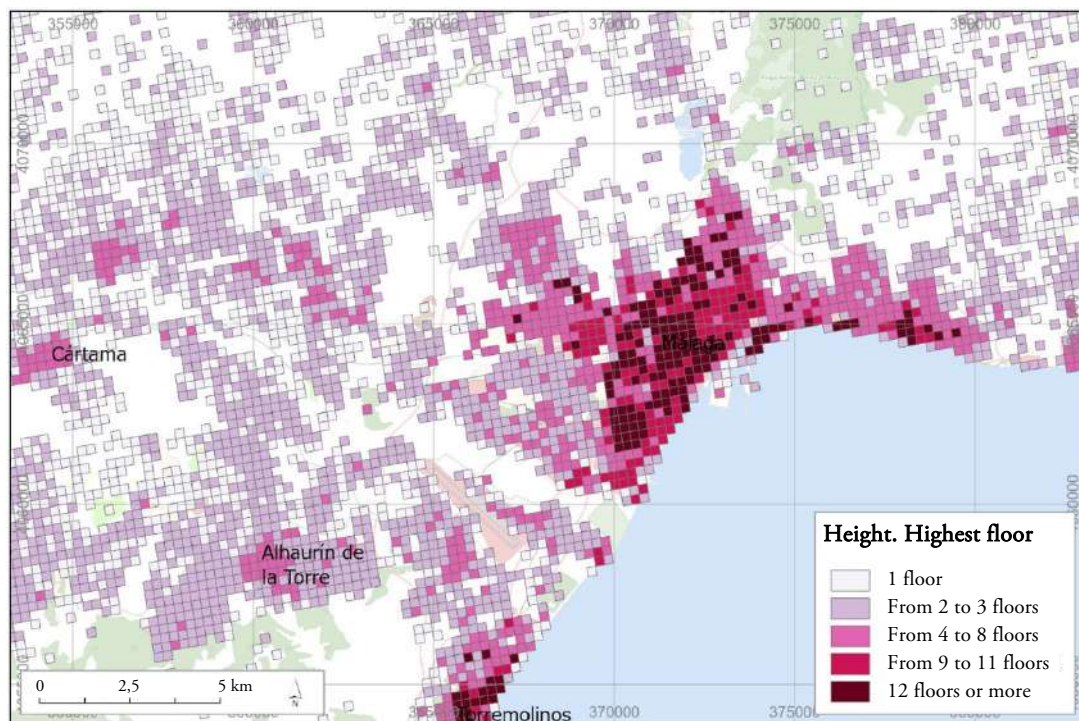 355000 360000 365000 370000 375000 380000
4070000 4070000
Málaga
Cártama
4060000
Alhaurín de
la Torre
Height. Highest floor
1 floor
From 2 to 3 floors
From 4 to 8 floors
From 9 to 11 floors
12 floors or more
0 2,5 5 km
Torremolinos
370000 375000